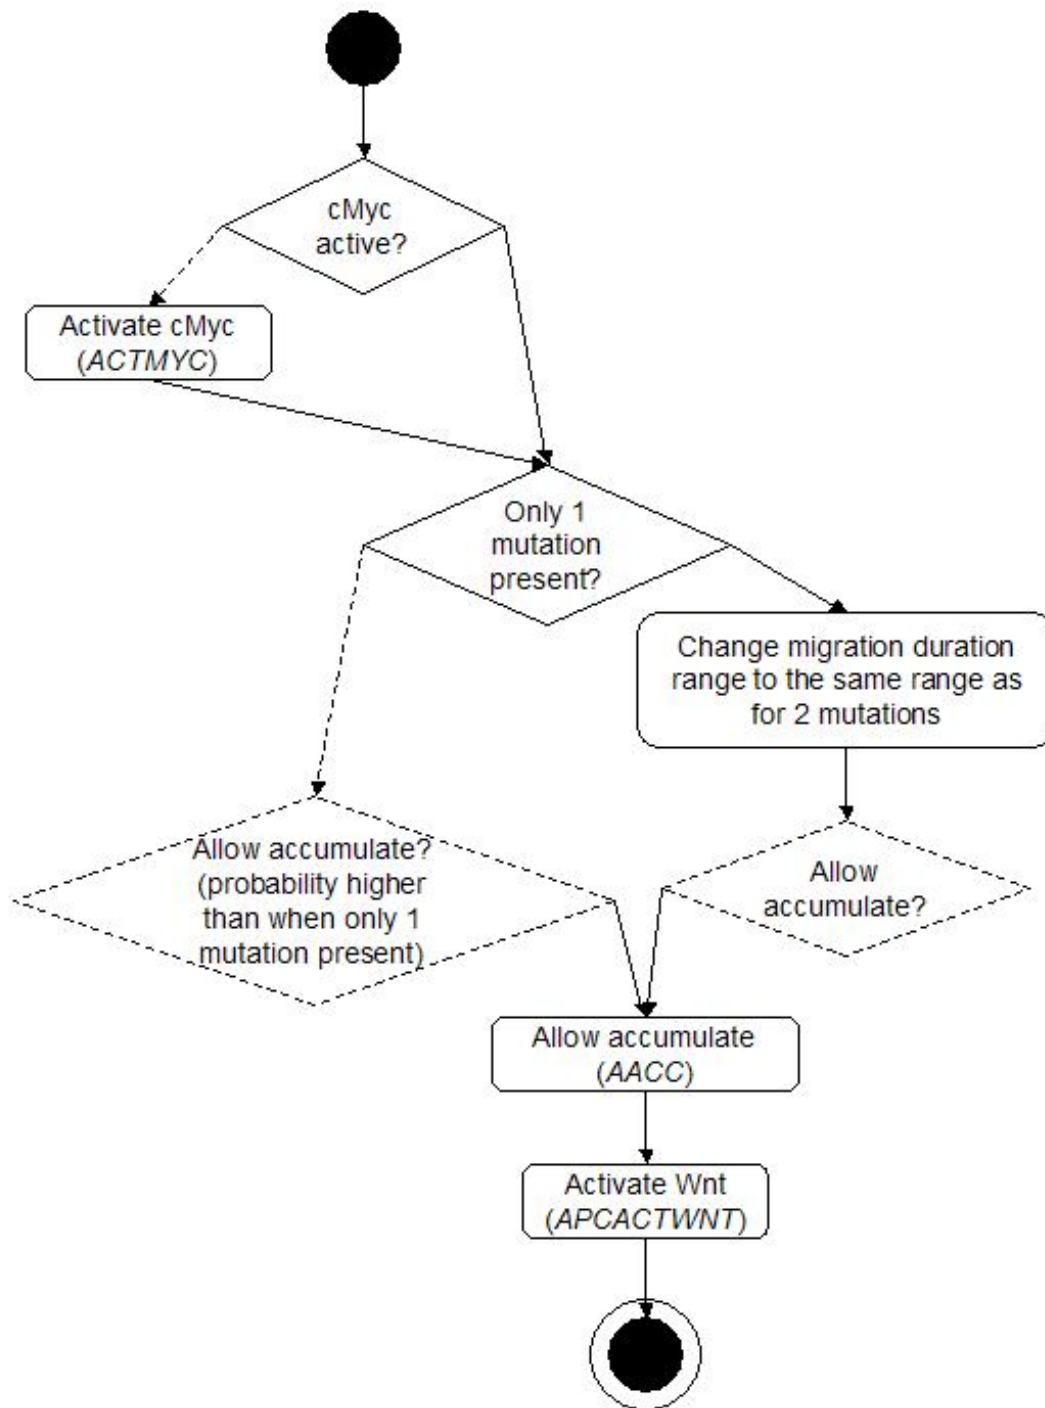 cMyc
active?
Activate cMyc
(ACTMYC)
Only 1
mutation
present?
Change migration duration
range to the same range as
for 2 mutations
Allow accumulate?
(probability higher
than when only 1
mutation present)
Allow
accumulate?
Allow accumulate
(AACC)
Activate Wnt
(APCACTWNT)